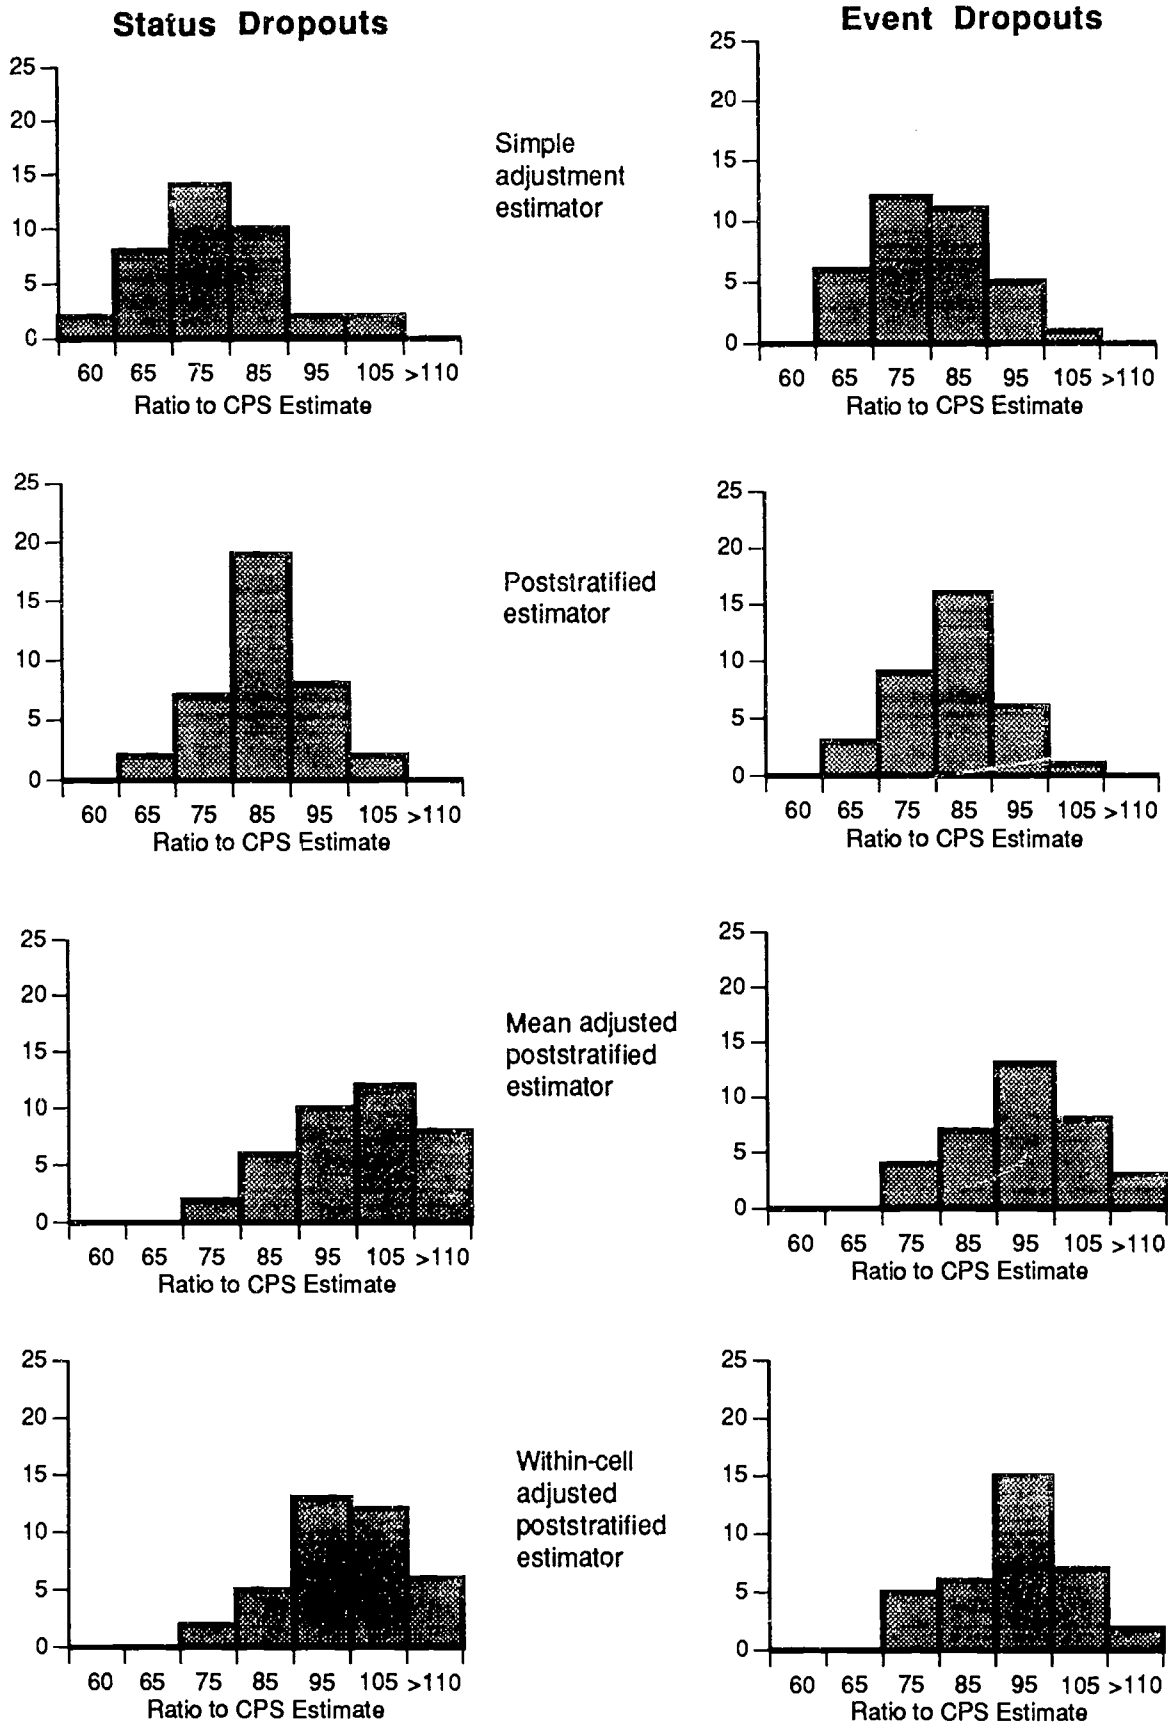 Status Dropouts
Event Dropouts
25
20
15
10
5
0
60 65 75 85 95 105 >110
Ratio to CPS Estimate
Simple
adjustment
estimator
25
20
15
10
5
0
60 65 75 85 95 105 >110
Ratio to CPS Estimate
25
20
15
10
5
0
60 65 75 85 95 105 >110
Ratio to CPS Estimate
Poststratified
estimator
25
20
15
10
5
0
60 65 75 85 95 105 >110
Ratio to CPS Estimate
25
20
15
10
5
0
60 65 75 85 95 105 >110
Ratio to CPS Estimate
Mean adjusted
poststratified
estimator
25
20
15
10
5
0
60 65 75 85 95 105 >110
Ratio to CPS Estimate
25
20
15
10
5
0
60 65 75 85 95 105 >110
Ratio to CPS Estimate
Within-cell
adjusted
poststratified
estimator
25
20
15
10
5
0
60 65 75 85 95 105 >110
Ratio to CPS Estimate